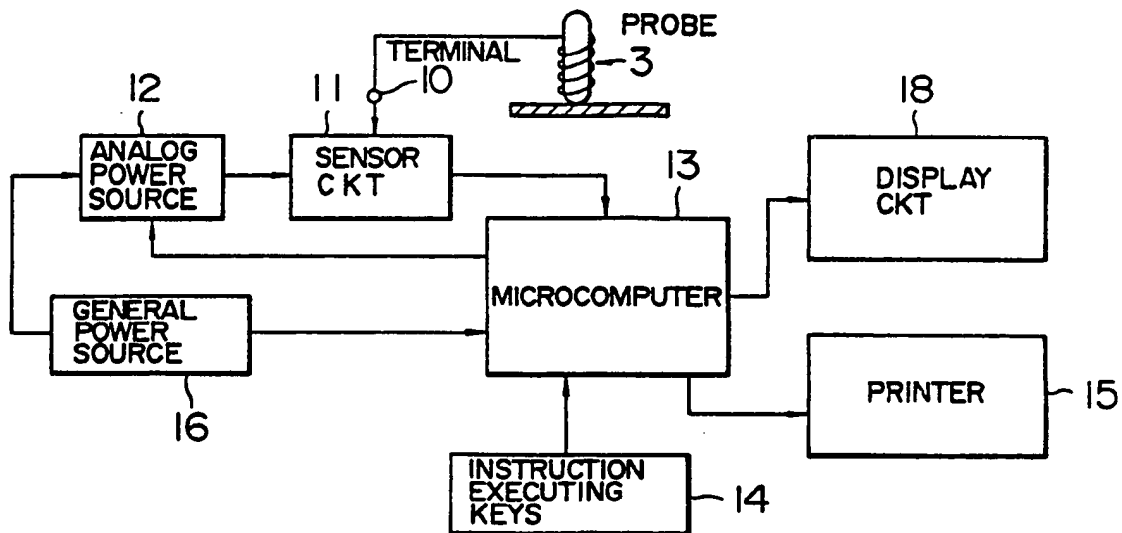 PROBE
3
TERMINAL
10
12
11
18
ANALOG
POWER
SOURCE
SENSOR
CKT
13
DISPLAY
CKT
MICROCOMPUTER
GENERAL
POWER
SOURCE
16
PRINTER
15
INSTRUCTION
EXECUTING
KEYS
14